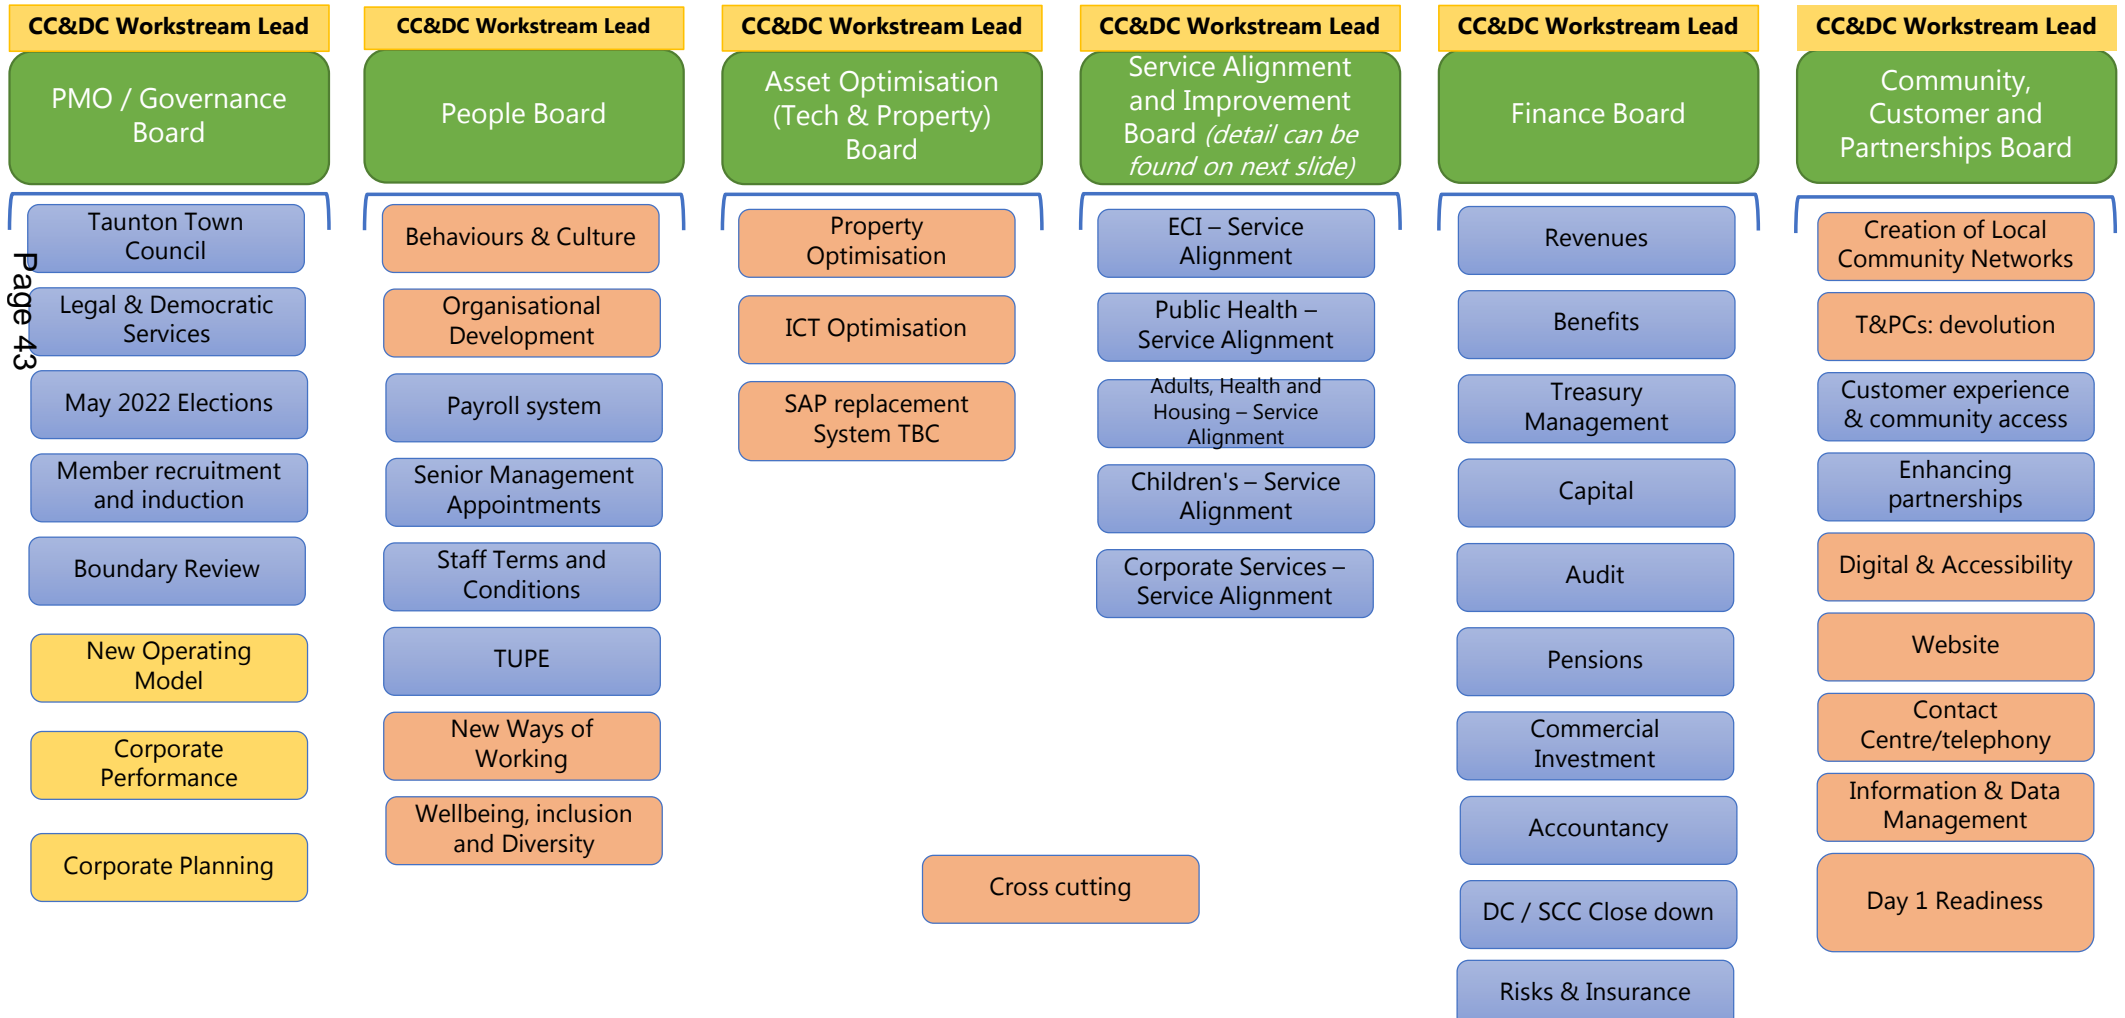 CC&DC Workstream Lead
PMO / Governance
Board
Taunton Town
Council
Legal & Democratic
Services
May 2022 Elections
Member recruitment
and induction
Boundary Review
New Operating
Model
Corporate
Performance
Corporate Planning
Page 43
CC&DC Workstream Lead
People Board
Behaviours & Culture
Organisational
Development
Payroll system
Senior Management
Appointments
Staff Terms and
Conditions
TUPE
New Ways of
Working
Wellbeing, inclusion
and Diversity
CC&DC Workstream Lead
Asset Optimisation
(Tech & Property)
Board
Property
Optimisation
ICT Optimisation
SAP replacement
System TBC
CC&DC Workstream Lead
Service Alignment
and Improvement
Board (detail can be
found on next slide)
ECI – Service
Alignment
Public Health –
Service Alignment
Adults, Health and
Housing – Service
Alignment
Children's – Service
Alignment
Corporate Services –
Service Alignment
Cross cutting
CC&DC Workstream Lead
Finance Board
Revenues
Benefits
Treasury
Management
Capital
Audit
Pensions
Commercial
Investment
Accountancy
DC / SCC Close down
Risks & Insurance
CC&DC Workstream Lead
Community,
Customer and
Partnerships Board
Creation of Local
Community Networks
T&PCs: devolution
Customer experience
& community access
Enhancing
partnerships
Digital & Accessibility
Website
Contact
Centre/telephony
Information & Data
Management
Day 1 Readiness